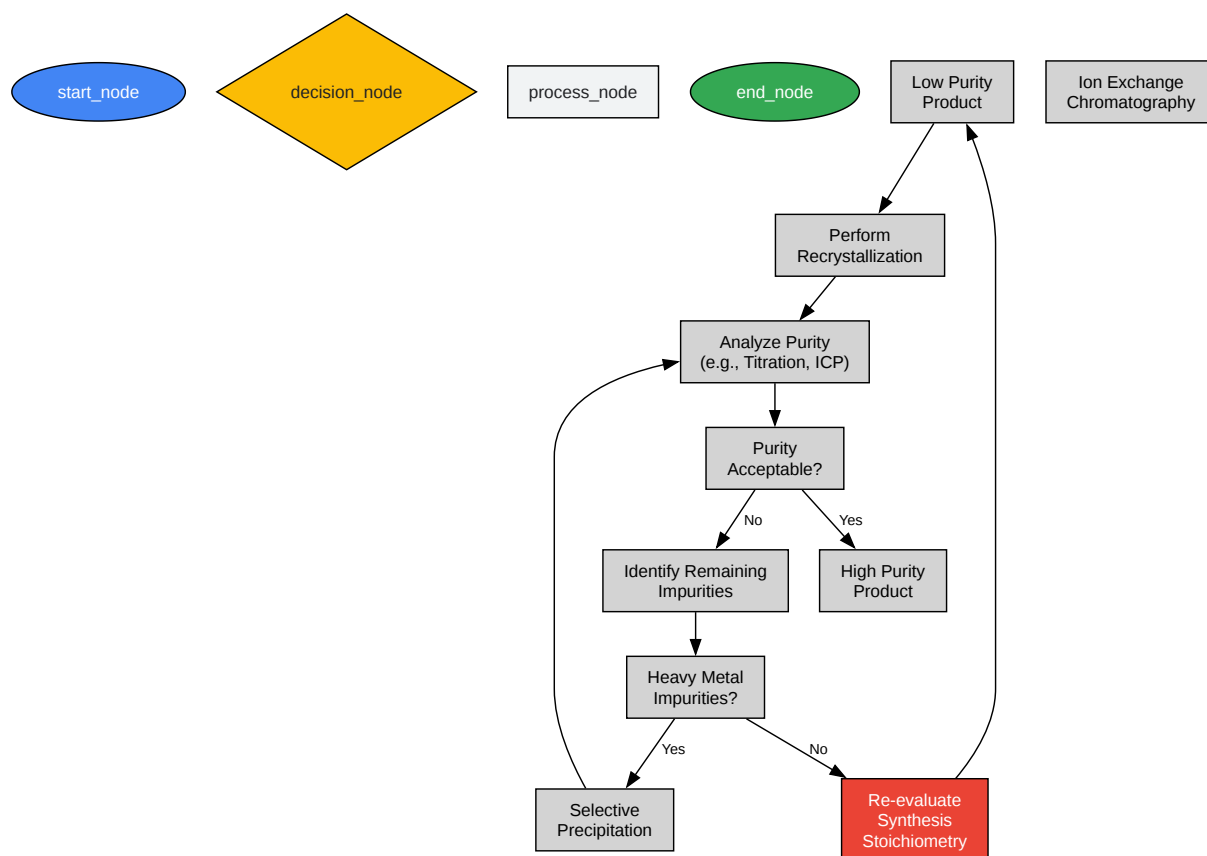 start_node
decision_node
process_node
end_node
Low Purity
Product
Ion Exchange
Chromatography
Perform
Recrystallization
Analyze Purity
(e.g., Titration, ICP)
Purity
Acceptable?
No
Yes
Identify Remaining
Impurities
High Purity
Product
Heavy Metal
Impurities?
Yes
No
Selective
Precipitation
Re-evaluate
Synthesis
Stoichiometry